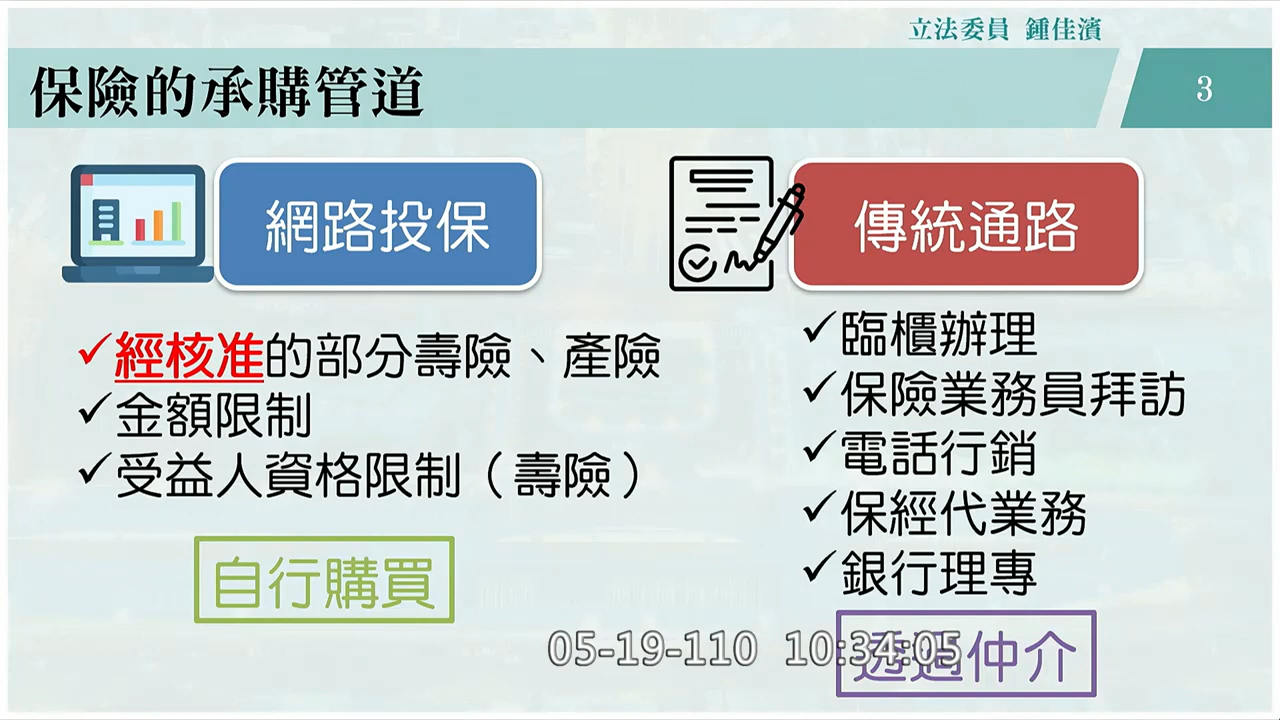 立法委員 鍾佳濱
保險的承購管道
3
網路投保
✓經核准的部分壽險、產險
✓金額限制
✓受益人資格限制（壽險）
自行購買
傳統通路
✓臨櫃辦理
✓保險業務員拜訪
✓電話行銷
✓保經代業務
✓銀行理專
透過仲介
05-19-110 10:34:05